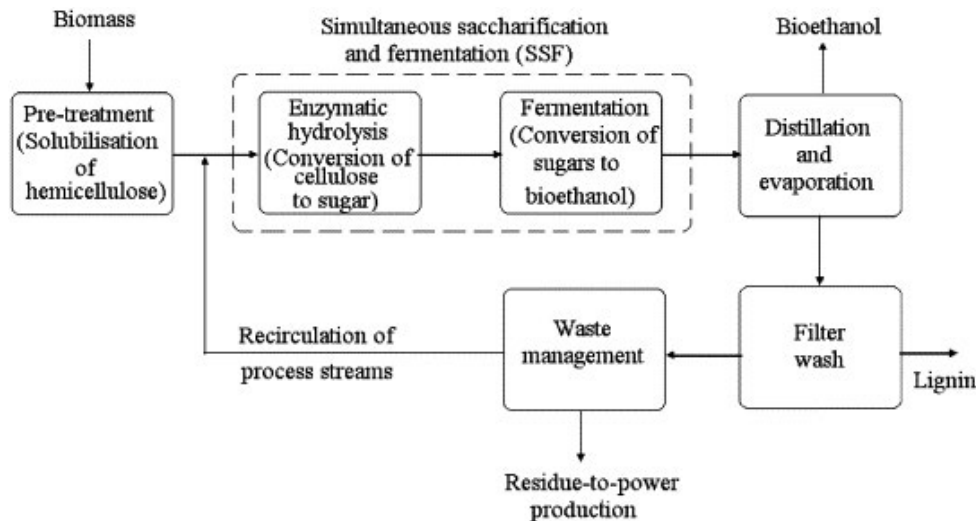 Biomass
Simultaneous saccharification
and fermentation (SSF)
Bioethanol
Pre-treatment
(Solubilisation
of
hemicellulose)
Enzymatic
hydrolysis
(Conversion of
cellulose
to sugar)
Fermentation
(Conversion of
sugars to
bioethanol)
Distillation
and
evaporation
Recirculation of
process streams
Waste
management
Filter
wash
Lignin
Residue-to-power
production